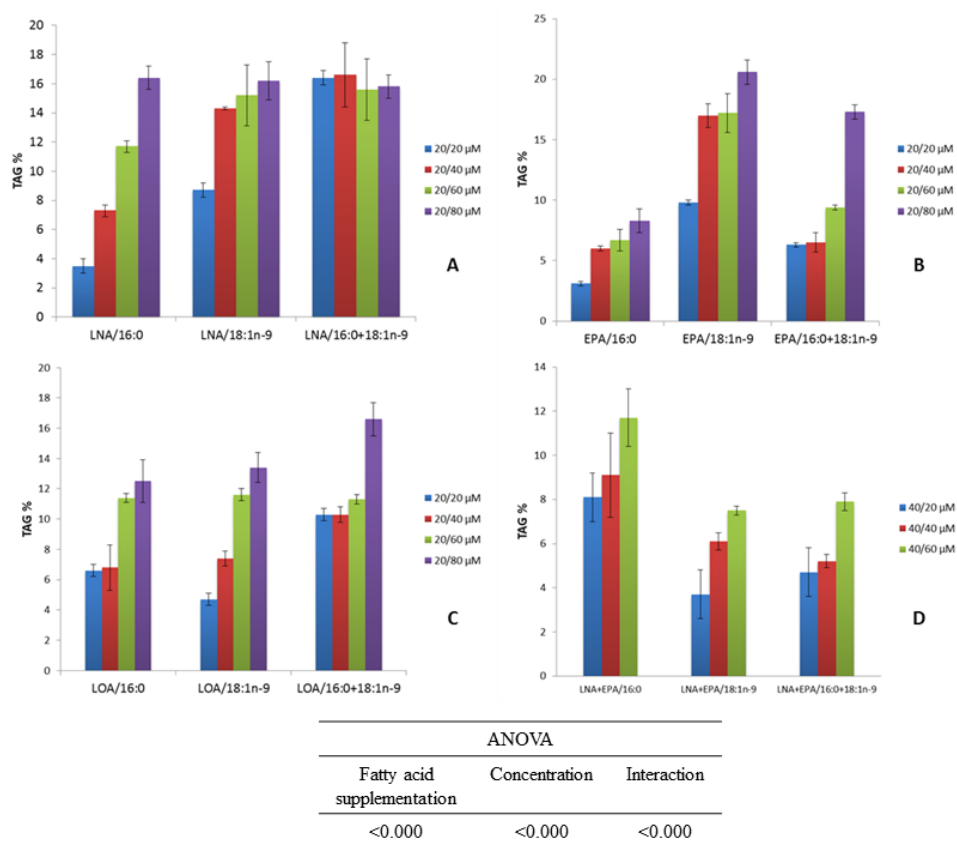 20
18
16
14
12
10
8
6
4
2
0
TAG %
20/20 µM
20/40 µM
20/60 µM
20/80 µM
A
LNA/16:0 LNA/18:1n-9 LNA/16:0+18:1n-9
25
20
15
10
5
0
TAG %
20/20 µM
20/40 µM
20/60 µM
20/80 µM
B
EPA/16:0 EPA/18:1n-9 EPA/16:0+18:1n-9
20
18
16
14
12
10
8
6
4
2
0
TAG %
20/20 µM
20/40 µM
20/60 µM
20/80 µM
C
LOA/16:0 LOA/18:1n-9 LOA/16:0+18:1n-9
14
12
10
8
6
4
2
0
TAG %
40/20 µM
40/40 µM
40/60 µM
D
LNA+EPA/16:0 LNA+EPA/18:1n-9 LNA+EPA/16:0+18:1n-9
ANOVA
Fatty acid supplementation Concentration Interaction
<0.000 <0.000 <0.000